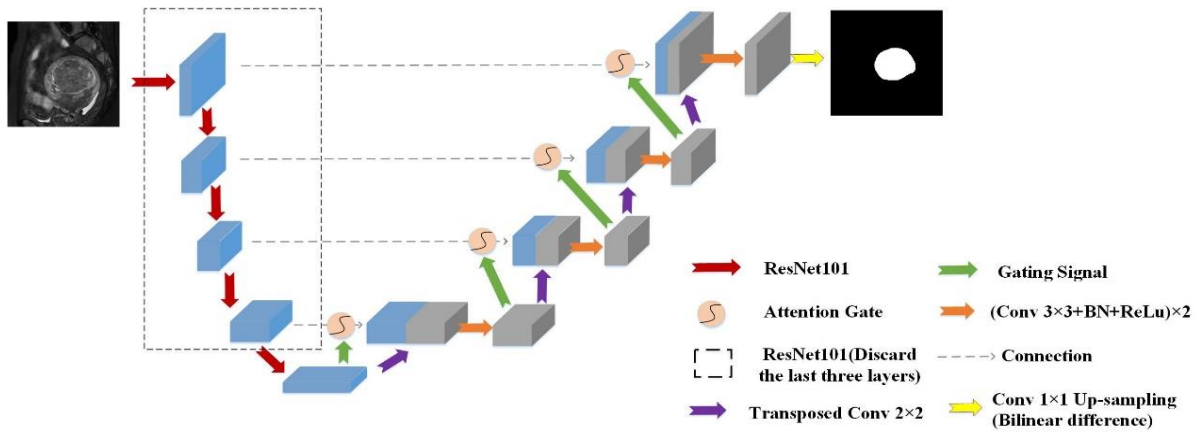 ResNet101
Gating Signal
Attention Gate
(Conv 3×3+BN+ReLu)×2
ResNet101(Discard
the last three layers)
Connection
Transposed Conv 2×2
Conv 1×1 Up-sampling
(Bilinear difference)